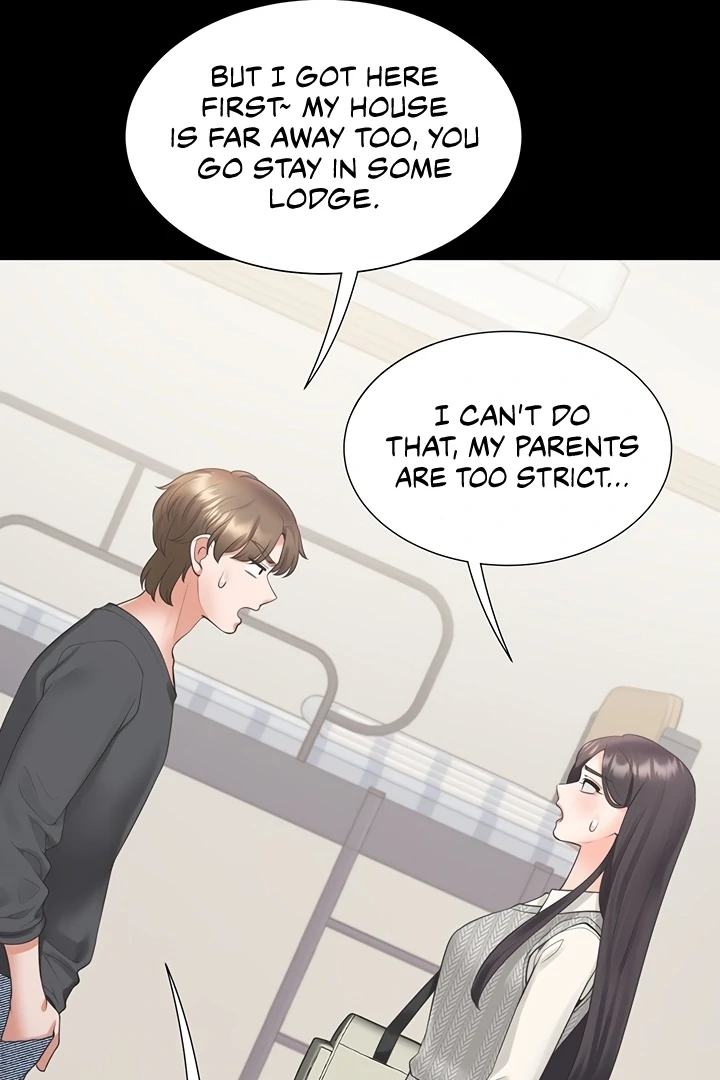 BUT I GOT HERE
FIRST~ MY HOUSE
IS FAR AWAY TOO, YOU
GO STAY IN SOME
LODGE.
I CAN'T DO
THAT, MY PARENTS
ARE TOO STRICT...